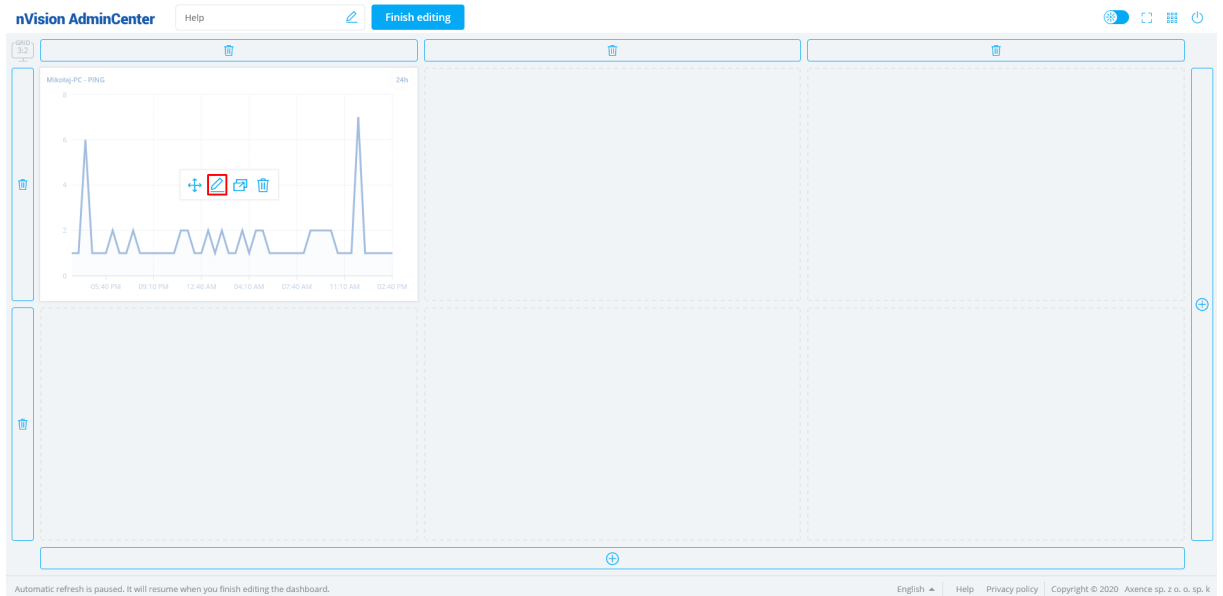 nVision AdminCenter
Help
Finish editing
GRID
3:2
Mikołaj-PC - PING
24h
8
6
4
2
0
05:40 PM 09:10 PM 12:40 AM 04:10 AM 07:40 AM 11:10 AM 02:40 PM
Automatic refresh is paused. It will resume when you finish editing the dashboard.
English
Help
Privacy policy
Copyright © 2020 Axence sp. z o. o. sp. k